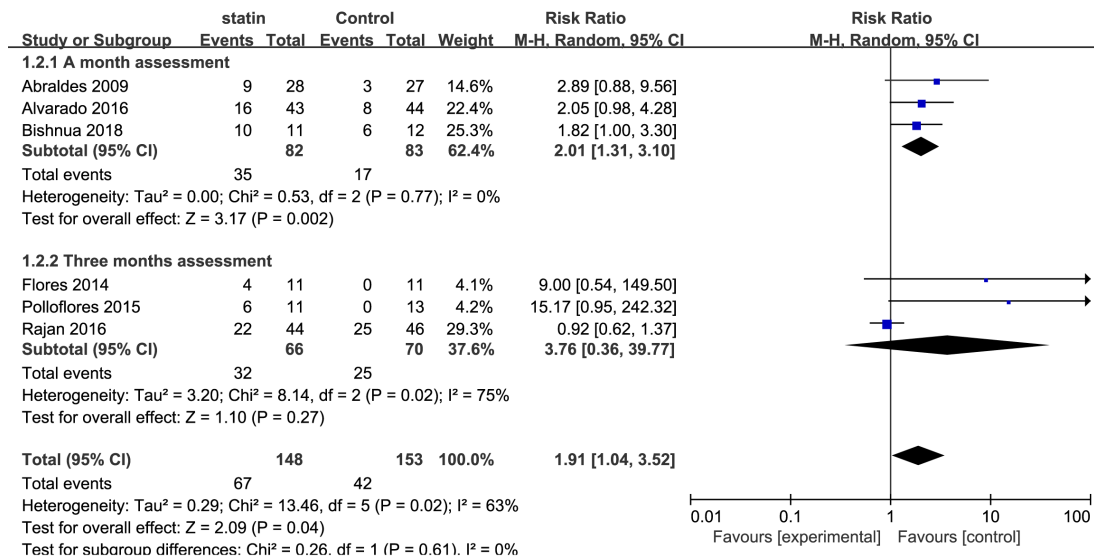 statin Control Risk Ratio Risk Ratio
Study or Subgroup Events Total Events Total Weight M-H, Random, 95% CI M-H, Random, 95% CI
1.2.1 A month assessment
Abraldes 2009 9 28 3 27 14.6% 2.89 [0.88, 9.56]
Alvarado 2016 16 43 8 44 22.4% 2.05 [0.98, 4.28]
Bishnua 2018 10 11 6 12 25.3% 1.82 [1.00, 3.30]
Subtotal (95% CI) 82 83 62.4% 2.01 [1.31, 3.10]
Total events 35 17
Heterogeneity: Tau² = 0.00; Chi² = 0.53, df = 2 (P = 0.77); I² = 0%
Test for overall effect: Z = 3.17 (P = 0.002)
1.2.2 Three months assessment
Flores 2014 4 11 0 11 4.1% 9.00 [0.54, 149.50]
Polloflores 2015 6 11 0 13 4.2% 15.17 [0.95, 242.32]
Rajan 2016 22 44 25 46 29.3% 0.92 [0.62, 1.37]
Subtotal (95% CI) 66 70 37.6% 3.76 [0.36, 39.77]
Total events 32 25
Heterogeneity: Tau² = 3.20; Chi² = 8.14, df = 2 (P = 0.02); I² = 75%
Test for overall effect: Z = 1.10 (P = 0.27)
Total (95% CI) 148 153 100.0% 1.91 [1.04, 3.52]
Total events 67 42
Heterogeneity: Tau² = 0.29; Chi² = 13.46, df = 5 (P = 0.02); I² = 63%
Test for overall effect: Z = 2.09 (P = 0.04)
Test for subgroup differences: Chi² = 0.26, df = 1 (P = 0.61), I² = 0%
0.01 0.1 1 10 100
Favours [experimental] Favours [control]